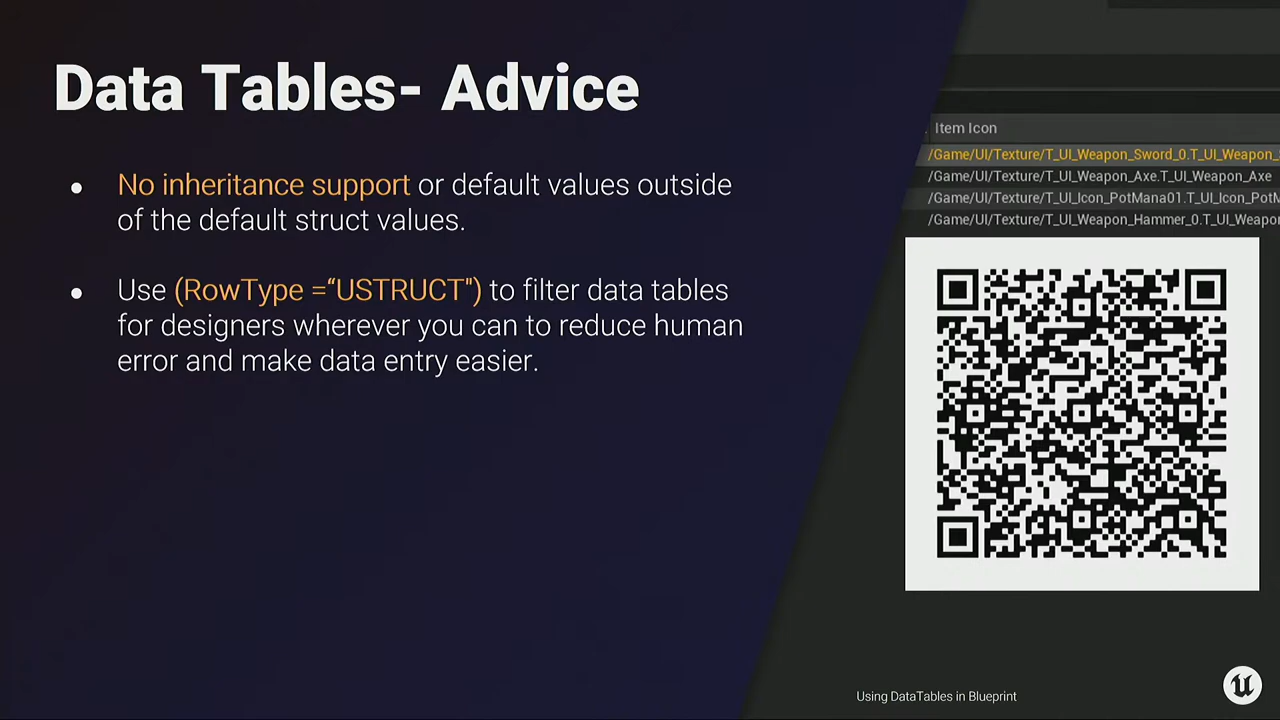 Data Tables- Advice
● No inheritance support or default values outside
of the default struct values.
● Use (RowType =“USTRUCT") to filter data tables
for designers wherever you can to reduce human
error and make data entry easier.
Item Icon
/Game/UI/Texture/T_UI_Weapon_Sword_0.T_UI_Weapon_
/Game/UI/Texture/T_UI_Weapon_Axe.T_UI_Weapon_Axe
/Game/UI/Texture/T_UI_Icon_PotMana01.T_UI_Icon_PotM
/Game/UI/Texture/T_UI_Weapon_Hammer_0.T_UI_Weapon
Using DataTables in Blueprint